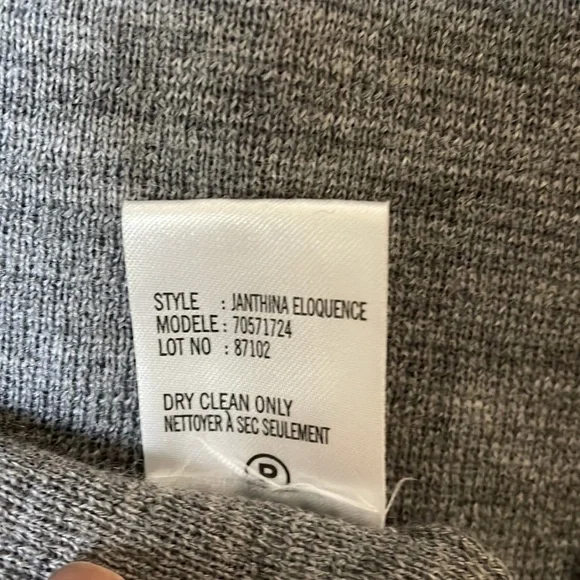 STYLE : JANTHINA ELOQUENCE
MODELE : 70571724
LOT NO : 87102
DRY CLEAN ONLY
NETTOYER À SEC SEULEMENT